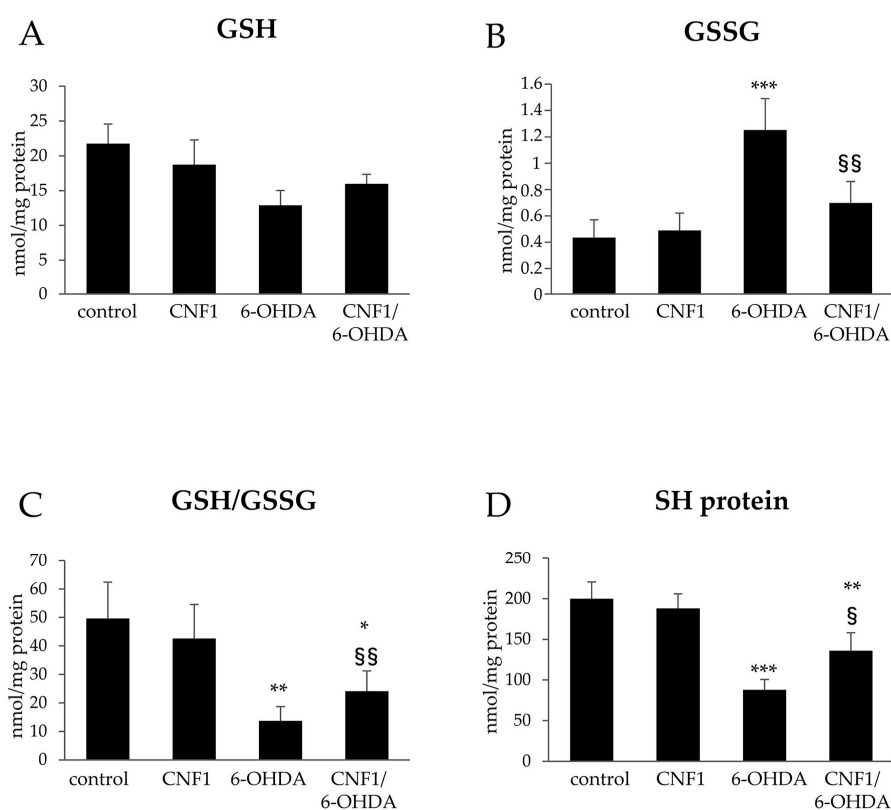 A
GSH
nmol/mg protein
30
25
20
15
10
5
0
control
CNF1
6-OHDA
CNF1/
6-OHDA
B
GSSG
nmol/mg protein
1.6
1.4
1.2
1
0.8
0.6
0.4
0.2
0
***
§§
control
CNF1
6-OHDA
CNF1/
6-OHDA
C
GSH/GSSG
nmol/mg protein
70
60
50
40
30
20
10
0
**
*
§§
control
CNF1
6-OHDA
CNF1/
6-OHDA
D
SH protein
nmol/mg protein
250
200
150
100
50
0
***
**
§
control
CNF1
6-OHDA
CNF1/
6-OHDA